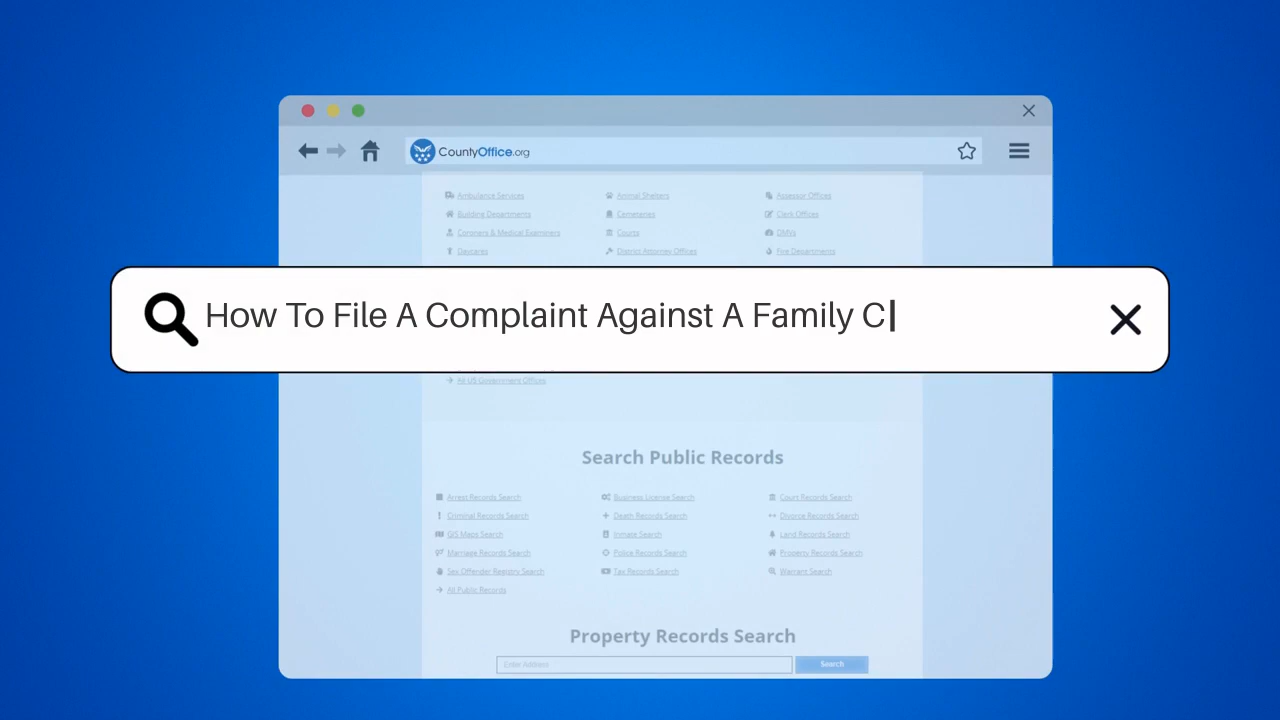 CountyOffice.org
Ambulance Services Animal Shelters Assessor Offices
Building Departments Cemeteries Clerk Offices
Coroners & Medical Examiners Courts DMVs
Daycares District Attorney Offices Fire Departments
How To File A Complaint Against A Family C
All US Government Offices
Search Public Records
Arrest Records Search Business License Search Court Records Search
Criminal Records Search Death Records Search Divorce Records Search
GIS Maps Search Inmate Search Land Records Search
Marriage Records Search Police Records Search Property Records Search
Sex Offender Registry Search Tax Records Search Warrant Search
All Public Records
Property Records Search
Enter Address Search